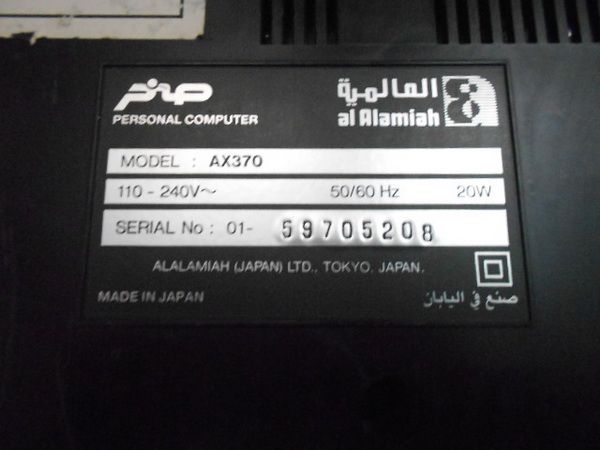 صخر
العالمية
PERSONAL COMPUTER
al Alamiah
MODEL : AX370
110 - 240V~ 50/60 Hz 20W
SERIAL No : 01- 59705208
ALALAMIAH (JAPAN) LTD., TOKYO, JAPAN.
MADE IN JAPAN
صنع في اليابان